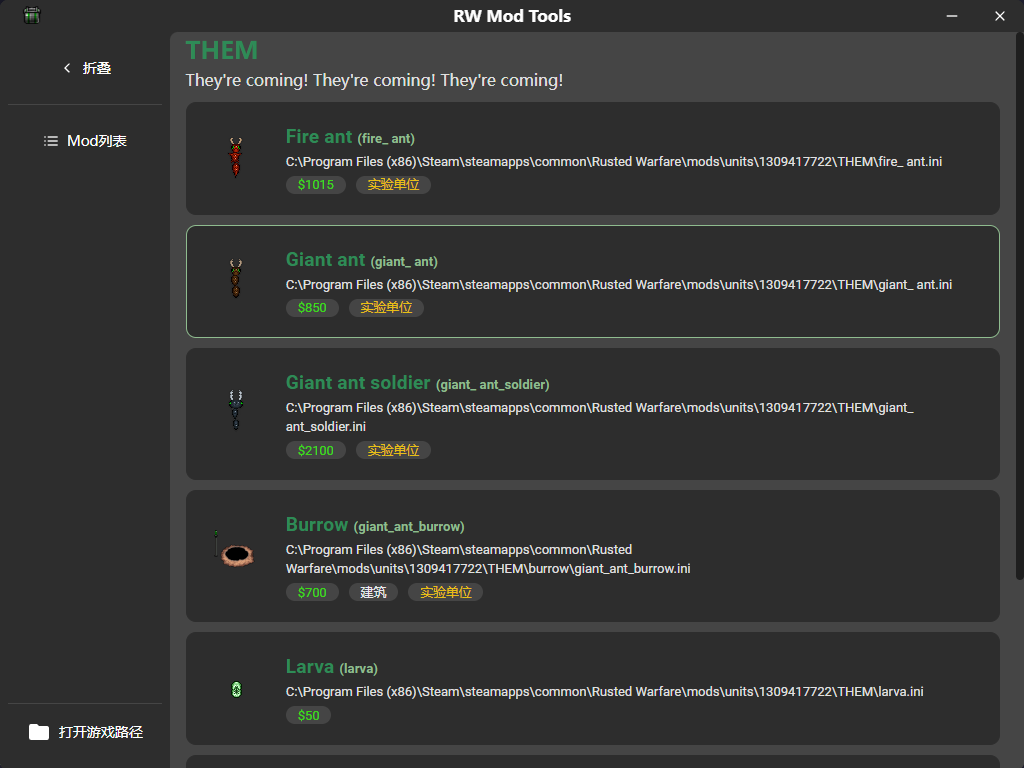 RW Mod Tools
折叠
Mod列表
打开游戏路径
THEM
They're coming! They're coming! They're coming!
Fire ant (fire_ ant)
C:\Program Files (x86)\Steam\steamapps\common\Rusted Warfare\mods\units\1309417722\THEM\fire_ ant.ini
$1015 实验单位
Giant ant (giant_ ant)
C:\Program Files (x86)\Steam\steamapps\common\Rusted Warfare\mods\units\1309417722\THEM\giant_ ant.ini
$850 实验单位
Giant ant soldier (giant_ ant_soldier)
C:\Program Files (x86)\Steam\steamapps\common\Rusted Warfare\mods\units\1309417722\THEM\giant_
ant_soldier.ini
$2100 实验单位
Burrow (giant_ant_burrow)
C:\Program Files (x86)\Steam\steamapps\common\Rusted
Warfare\mods\units\1309417722\THEM\burrow\giant_ant_burrow.ini
$700 建筑 实验单位
Larva (larva)
C:\Program Files (x86)\Steam\steamapps\common\Rusted Warfare\mods\units\1309417722\THEM\larva.ini
$50